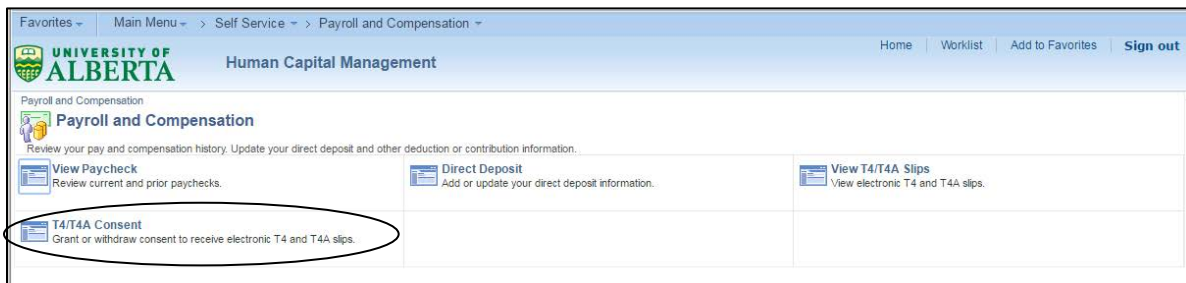 Favorites Main Menu > Self Service > Payroll and Compensation
Home Worklist Add to Favorites Sign out
UNIVERSITY OF
ALBERTA
Human Capital Management
Payroll and Compensation
Payroll and Compensation
Review your pay and compensation history. Update your direct deposit and other deduction or contribution information.
View Paycheck
Review current and prior paychecks.
Direct Deposit
Add or update your direct deposit information.
View T4/T4A Slips
View electronic T4 and T4A slips.
T4/T4A Consent
Grant or withdraw consent to receive electronic T4 and T4A slips.